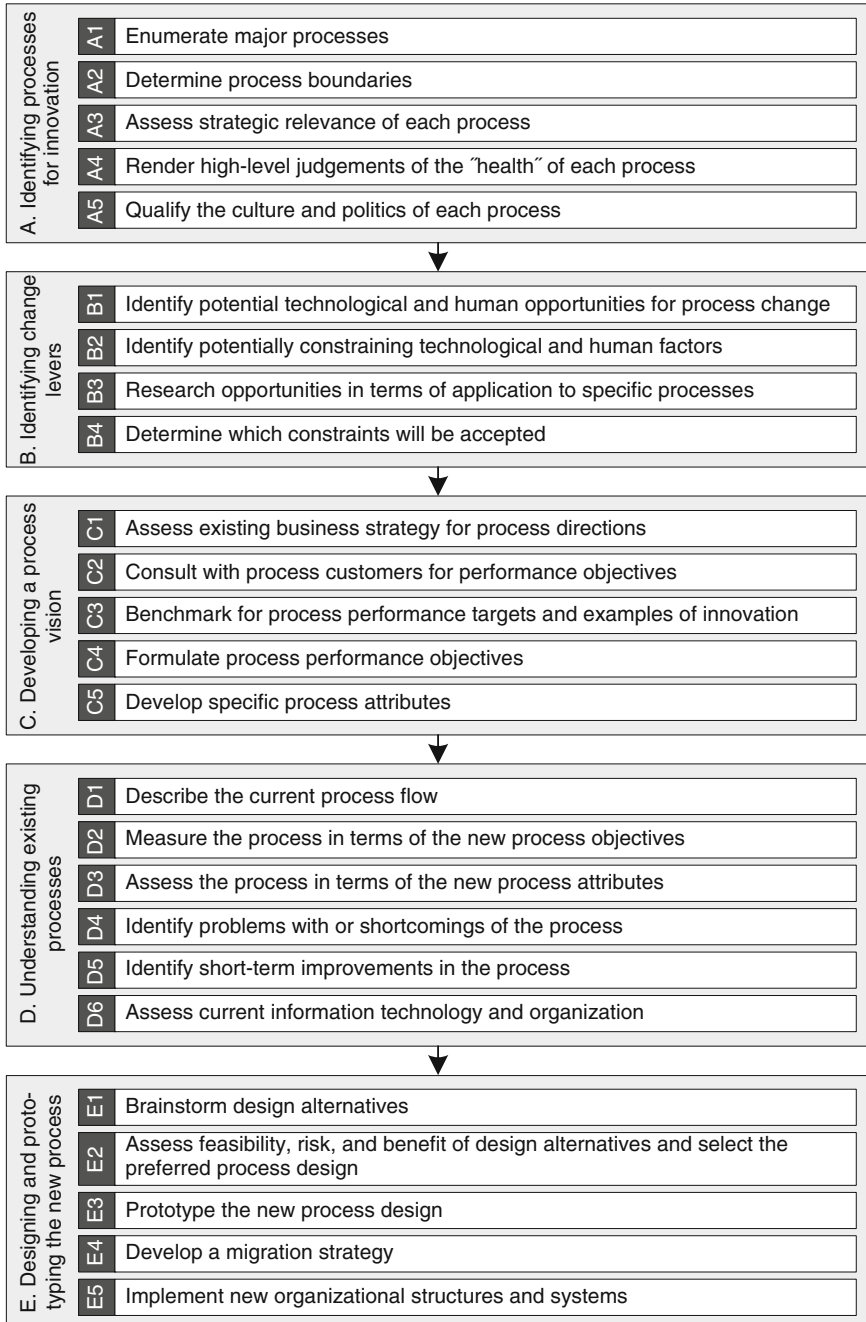 A. Identifying processes
for innovation
A1
Enumerate major processes
A2
Determine process boundaries
A3
Assess strategic relevance of each process
A4
Render high-level judgements of the ˝health˝ of each process
A5
Qualify the culture and politics of each process
B. Identifying change
levers
B1
Identify potential technological and human opportunities for process change
B2
Identify potentially constraining technological and human factors
B3
Research opportunities in terms of application to specific processes
B4
Determine which constraints will be accepted
C. Developing a process
vision
C1
Assess existing business strategy for process directions
C2
Consult with process customers for performance objectives
C3
Benchmark for process performance targets and examples of innovation
C4
Formulate process performance objectives
C5
Develop specific process attributes
D. Understanding existing
processes
D1
Describe the current process flow
D2
Measure the process in terms of the new process objectives
D3
Assess the process in terms of the new process attributes
D4
Identify problems with or shortcomings of the process
D5
Identify short-term improvements in the process
D6
Assess current information technology and organization
E. Designing and proto-
typing the new process
E1
Brainstorm design alternatives
E2
Assess feasibility, risk, and benefit of design alternatives and select the
preferred process design
E3
Prototype the new process design
E4
Develop a migration strategy
E5
Implement new organizational structures and systems